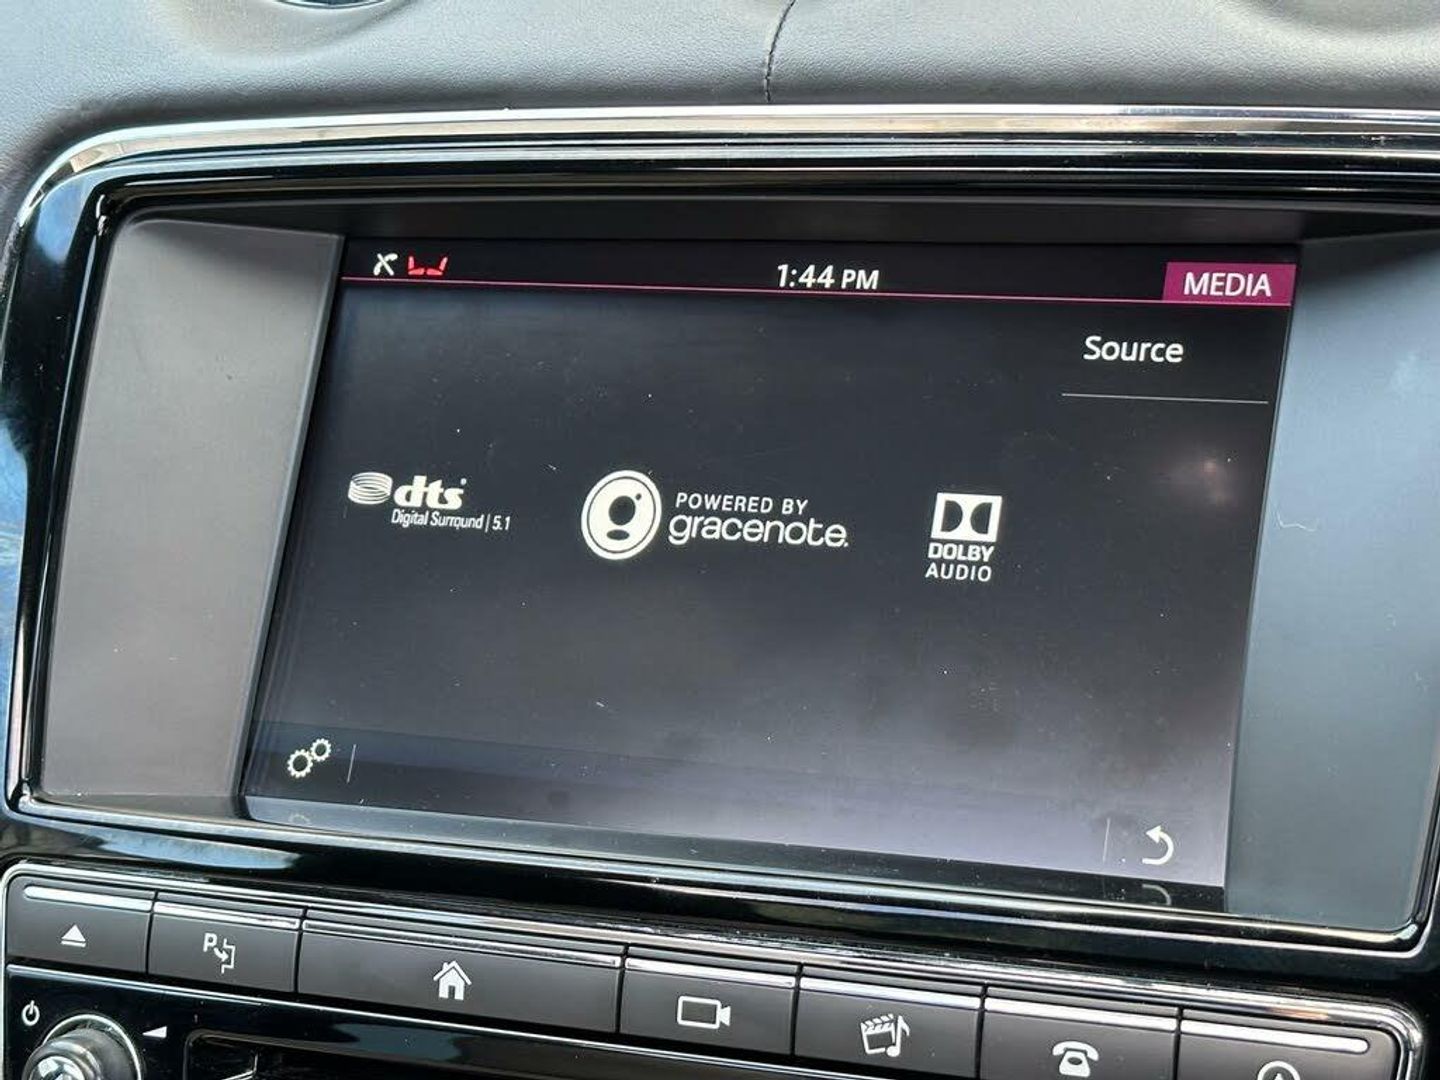 1:44 PM
MEDIA
Source
dts
Digital Surround | 5.1
POWERED BY
gracenote.
DOLBY
AUDIO
P